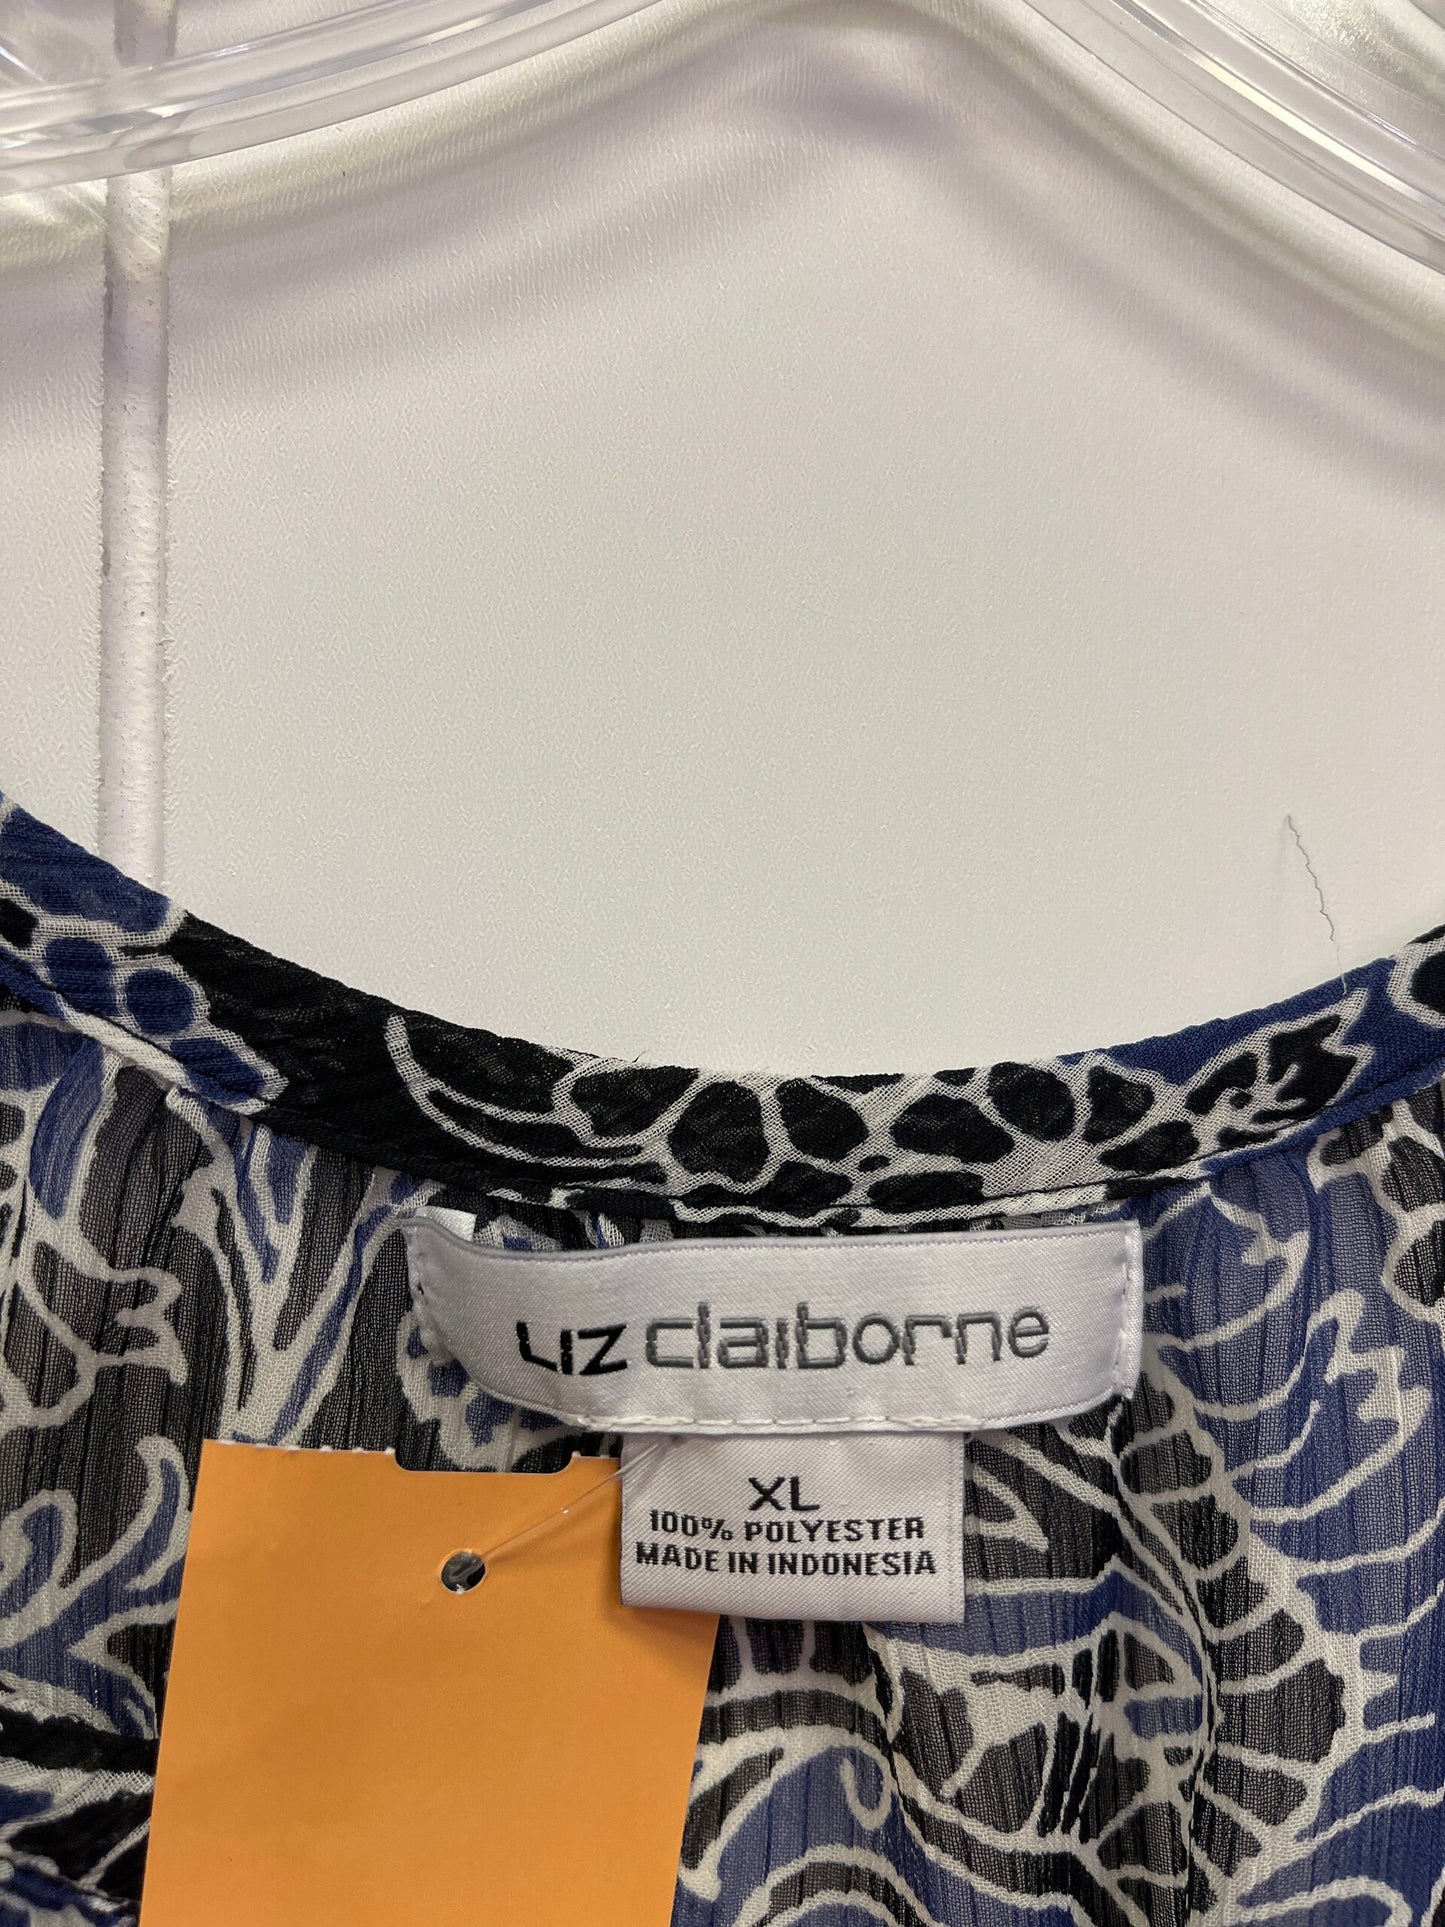 LIZ claiborne
XL
100% POLYESTER
MADE IN INDONESIA